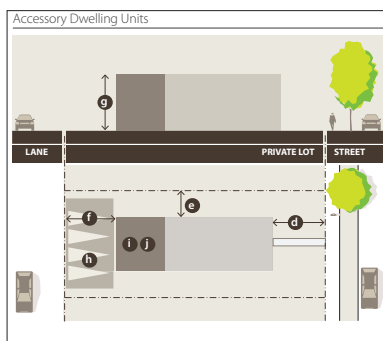 Accessory Dwelling Units
g
LANE PRIVATE LOT STREET
e
f d
i j
h